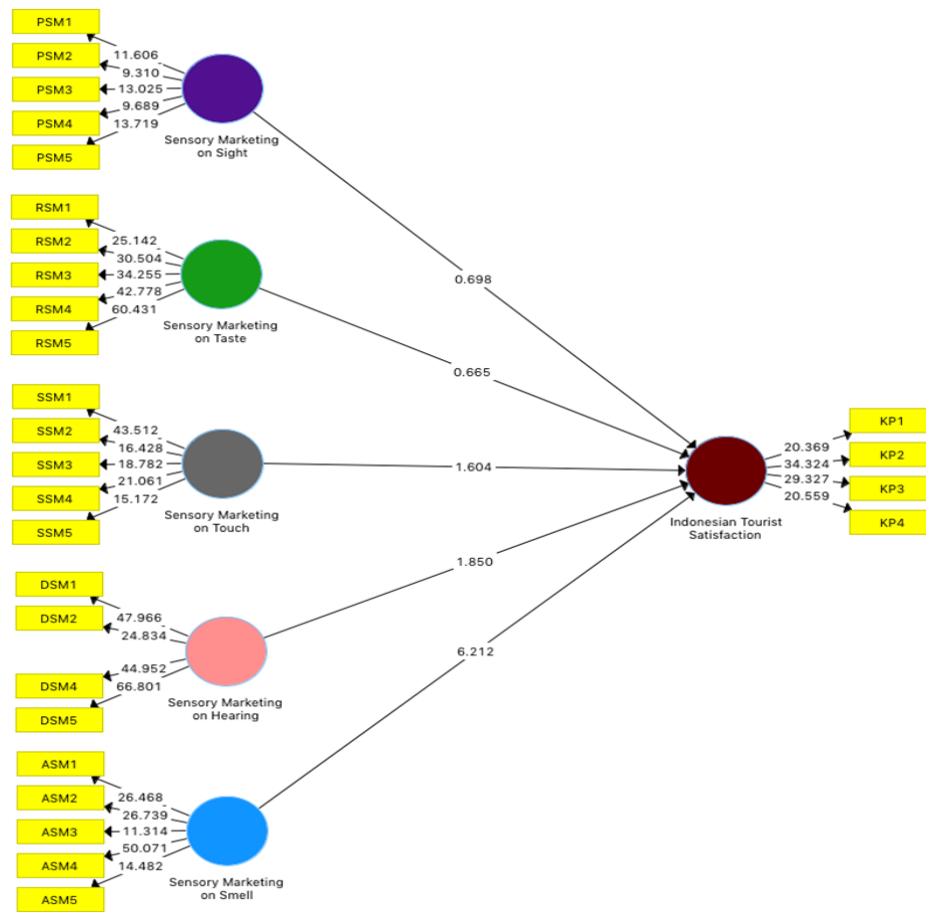 PSM1
PSM2
PSM3
PSM4
PSM5
11.606
9.310
13.025
9.689
13.719
Sensory Marketing
on Sight
RSM1
RSM2
RSM3
RSM4
RSM5
25.142
30.504
34.255
42.778
60.431
Sensory Marketing
on Taste
SSM1
SSM2
SSM3
SSM4
SSM5
43.512
16.428
18.782
21.061
15.172
Sensory Marketing
on Touch
DSM1
DSM2
DSM4
DSM5
47.966
24.834
44.952
66.801
Sensory Marketing
on Hearing
ASM1
ASM2
ASM3
ASM4
ASM5
26.468
26.739
11.314
50.071
14.482
Sensory Marketing
on Smell
0.698
0.665
1.604
1.850
6.212
Indonesian Tourist
Satisfaction
20.369
34.324
29.327
20.559
KP1
KP2
KP3
KP4